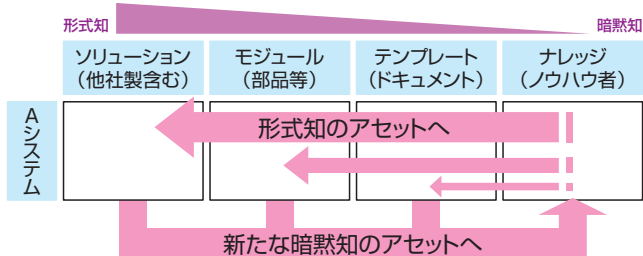 形式知
暗黙知
ソリューション
（他社製含む）
モジュール
（部品等）
テンプレート
（ドキュメント）
ナレッジ
（ノウハウ者）
Aシステム
形式知のアセットへ
新たな暗黙知のアセットへ